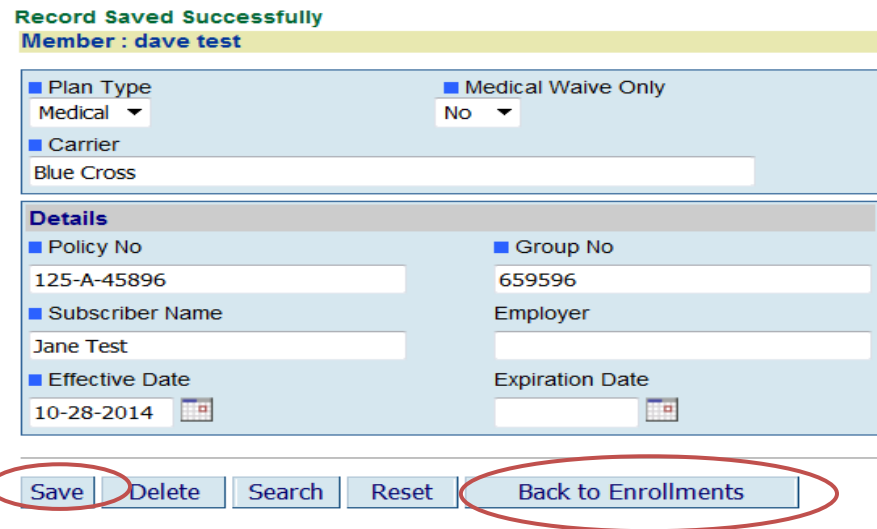 Record Saved Successfully
Member : dave test
Plan Type Medical Waive Only
Medical No
Carrier
Blue Cross
Details
Policy No Group No
125-A-45896 659596
Subscriber Name Employer
Jane Test
Effective Date Expiration Date
10-28-2014
Save Delete Search Reset Back to Enrollments